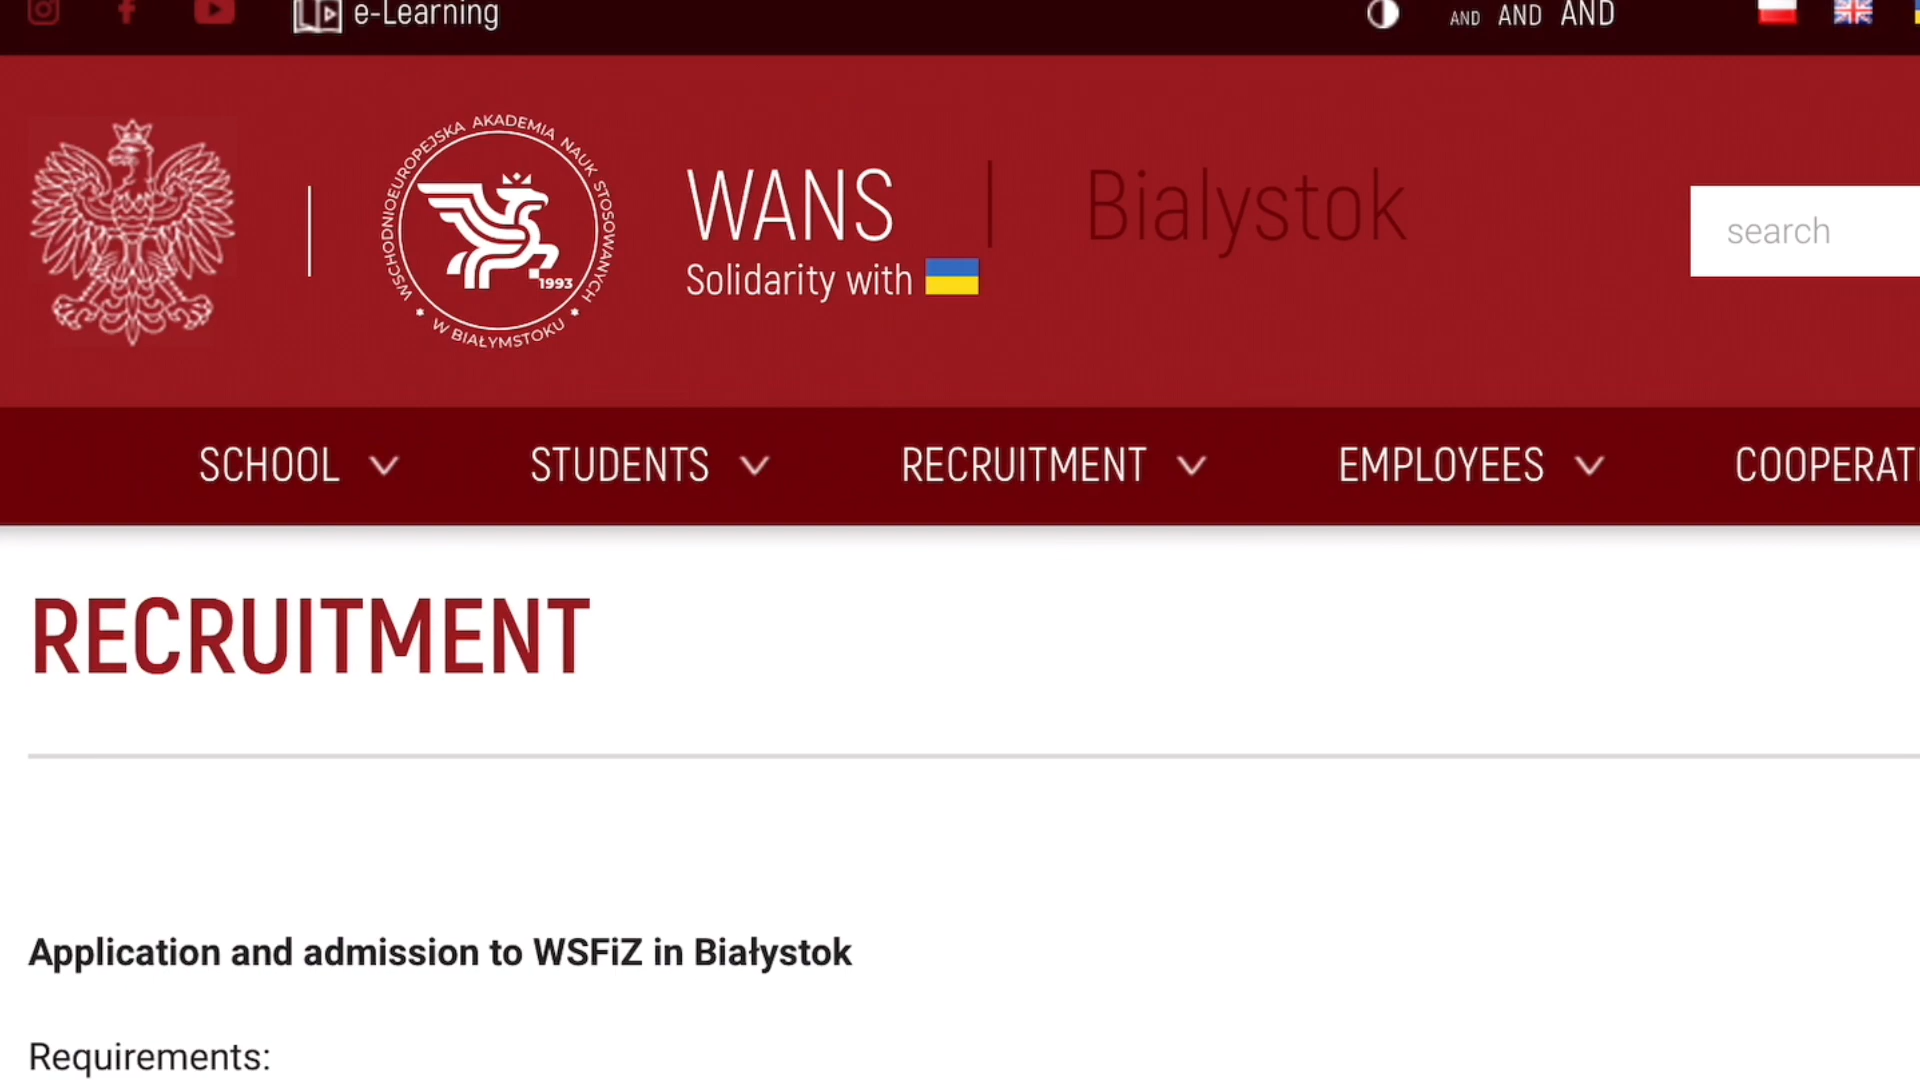 e-Learning
AND AND AND
WSCHODNIOEUROPEJSKA AKADEMIA NAUK STOSOWANYCH
W BIAŁYMSTOKU
1993
WANS
Bialystok
Solidarity with
search
SCHOOL
STUDENTS
RECRUITMENT
EMPLOYEES
COOPERATI
RECRUITMENT
Application and admission to WSFiZ in Białystok
Requirements: